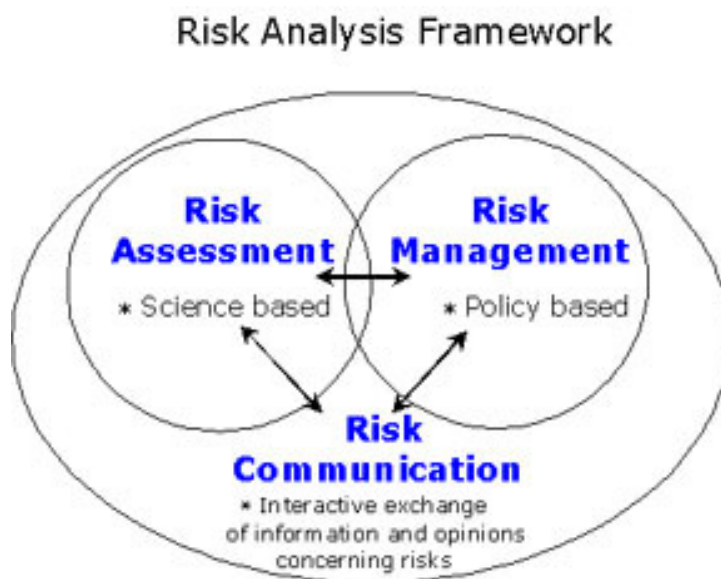 Risk Analysis Framework
Risk
Assessment
* Science based
Risk
Management
* Policy based
Risk
Communication
* Interactive exchange
of information and opinions
concerning risks